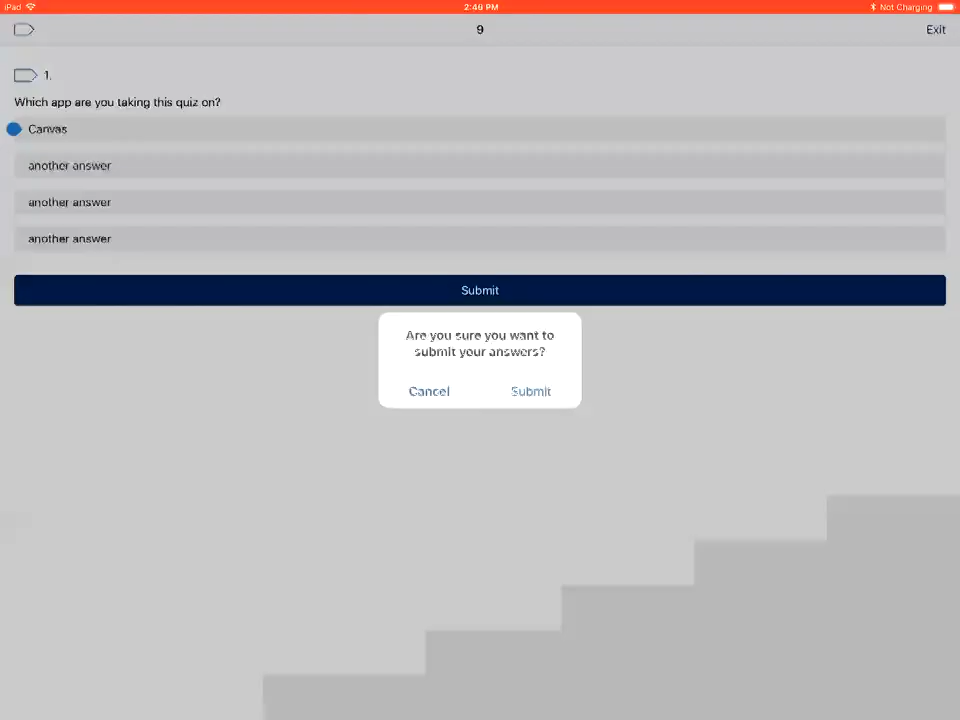 iPad 2:46 PM Not Charging
9 Exit
1.
Which app are you taking this quiz on?
Canvas
another answer
another answer
another answer
Submit
Are you sure you want to
submit your answers?
Cancel Submit